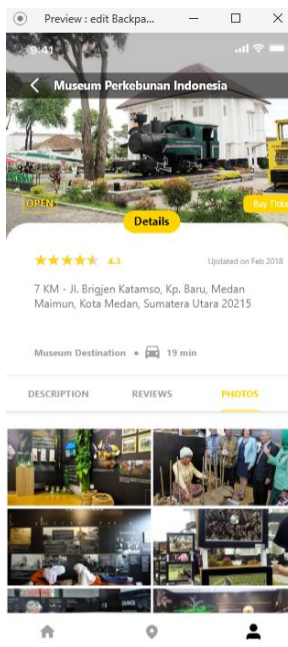 Preview : edit Backpa...
9:41
Museum Perkebunan Indonesia
OPEN
Buy Ticke
Details
4.3
Updated on Feb 2018
7 KM - Jl. Brigjen Katamso, Kp. Baru, Medan
Maimun, Kota Medan, Sumatera Utara 20215
Museum Destination • 19 min
DESCRIPTION
REVIEWS
PHOTOS